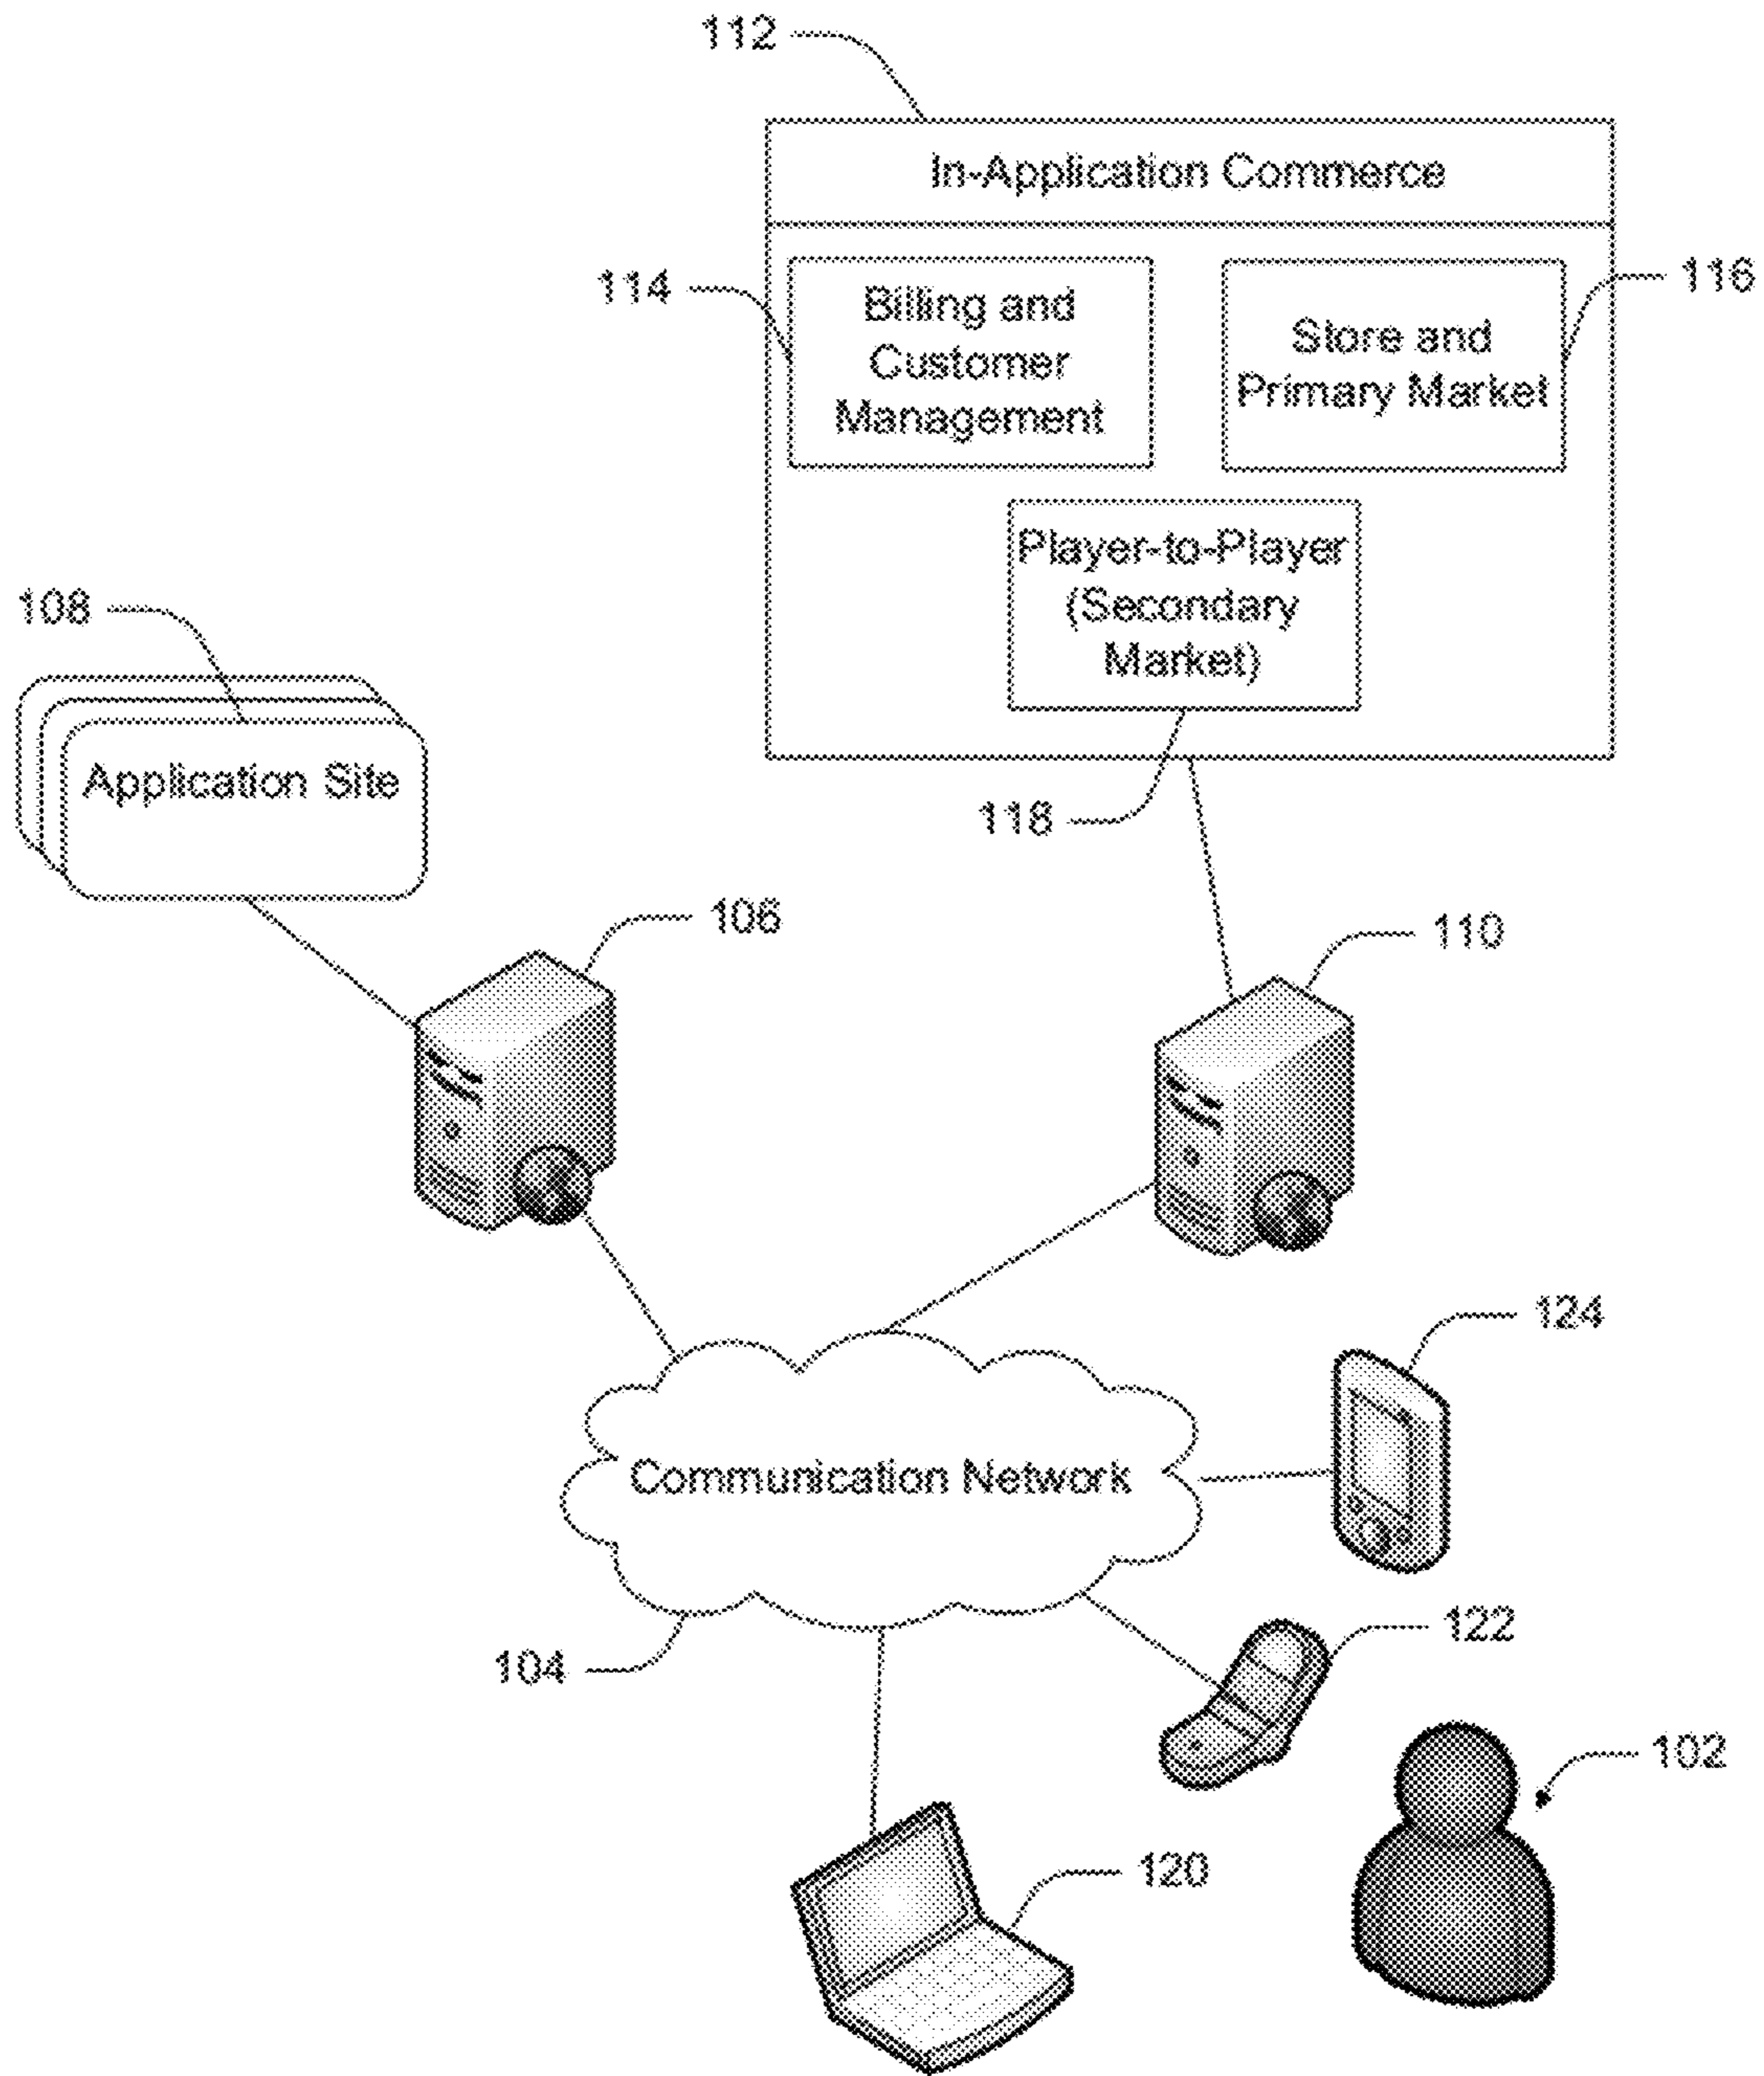 112
In-Application Commerce
114
Billing and
Customer
Management
116
Store and
Primary Market
Player-to-Player
(Secondary
Market)
118
108
Application Site
106
110
124
Communication Network
104
122
102
120